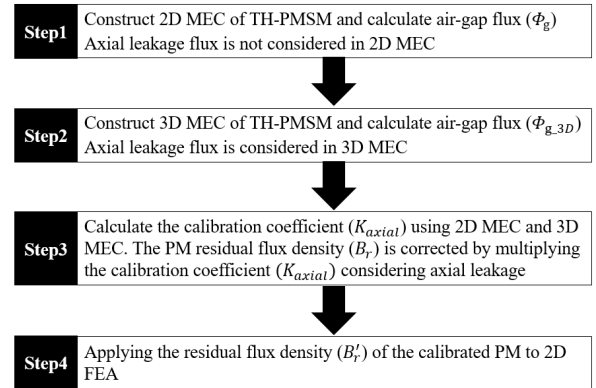 Step1
Construct 2D MEC of TH-PMSM and calculate air-gap flux (Φg)
Axial leakage flux is not considered in 2D MEC
Step2
Construct 3D MEC of TH-PMSM and calculate air-gap flux (Φg_3D)
Axial leakage flux is considered in 3D MEC
Step3
Calculate the calibration coefficient (Kaxial) using 2D MEC and 3D
MEC. The PM residual flux density (Br) is corrected by multiplying
the calibration coefficient (Kaxial) considering axial leakage
Step4
Applying the residual flux density (B′r) of the calibrated PM to 2D
FEA